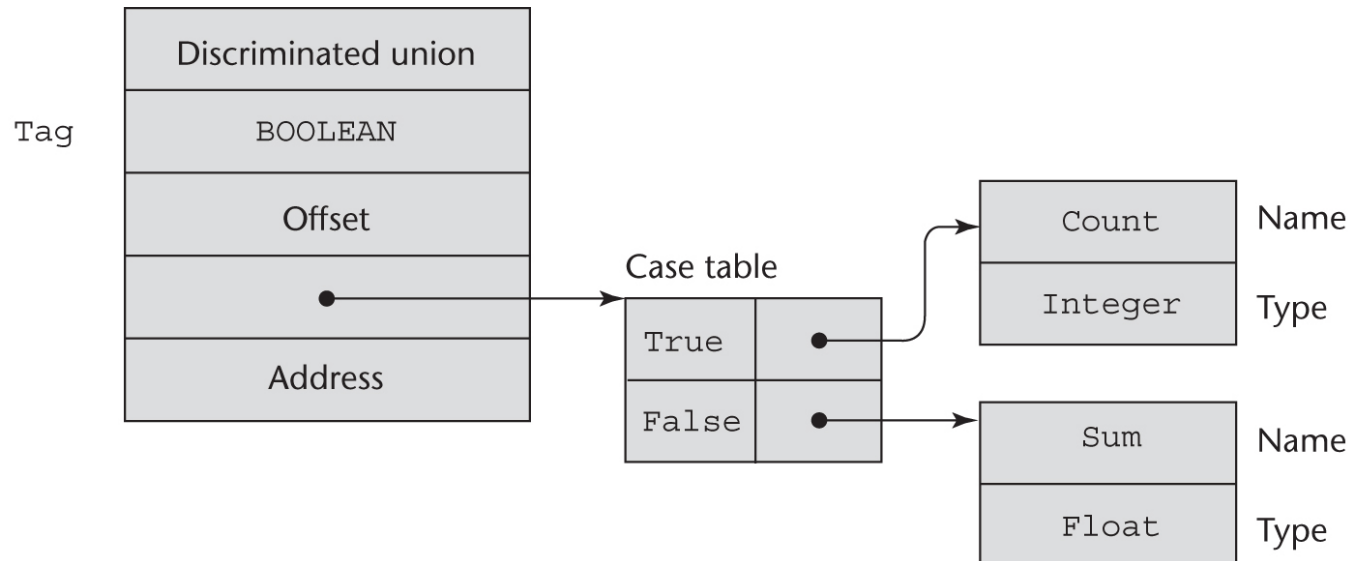 Discriminated union
Tag BOOLEAN
Offset
Address
Case table
True
False
Count Name
Integer Type
Sum Name
Float Type